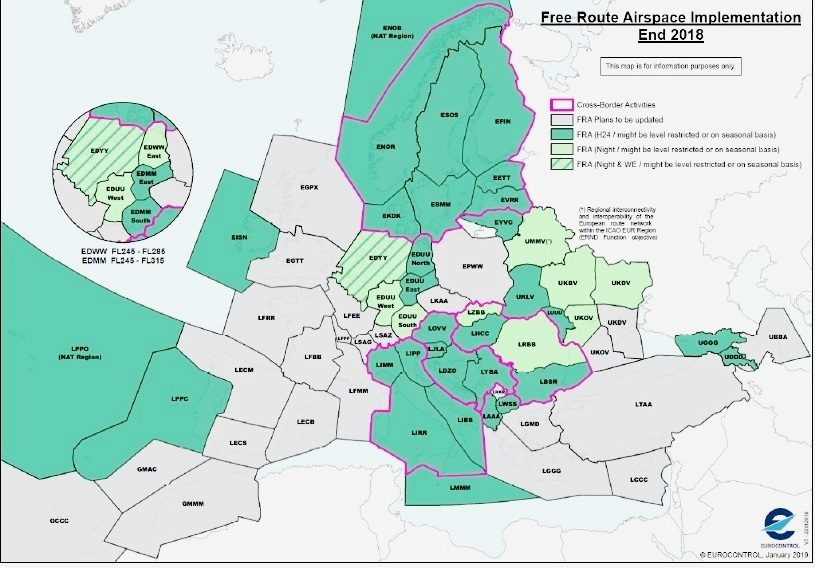 Free Route Airspace Implementation
End 2018
This map is for information purposes only.
Cross-Border Activities
FRA Plans to be updated
FRA (H24 / might be level restricted or on seasonal basis)
FRA (Night / might be level restricted or on seasonal basis)
FRA (Night & WE / might be level restricted or on seasonal basis)
(*) Regional interconnectivity
and interoperability of the
European route network
within the ICAO EUR Region
(ERIND Function objective)
ENOB
(NAT Region)
ESOS
EFIN
ENOR
EETT
EVRR
ESMM
EKDK
EYVC
EGPX
EISN
EGTT
UMMV(*)
EDYY
EDWW
East
EDMM
East
EDUU
West
EDMM
South
EDWW FL245 - FL285
EDMM FL245 - FL315
EDYY
EDUU
North
EPWW
EDUU
East
EDUU
West
EDUU
South
LKAA
UKBV
UKDV
UKLV
LUUU
UKOV
UKDV
UKOV
LZBB
LOVV
LHCC
LRBB
LFEE
LSAZ
LSAG
LFFF
LFRR
LFBB
LFMM
LJLA
LIMM
LIPP
LDZO
LYBA
LBSR
LWSS
LAAA
LIBB
LIRR
LGMD
LPPO
(NAT Region)
LPPC
LECM
LECB
LECS
GMAC
GMMM
GCCC
LMMM
LGGG
LCCC
LTAA
UGGG
UDDD
UBBA
EUROCONTROL
© EUROCONTROL, January 2019